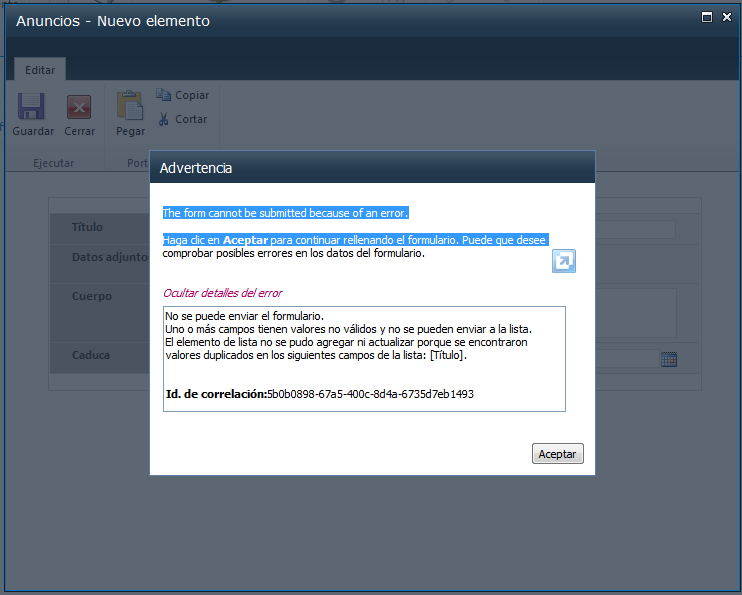 Anuncios - Nuevo elemento
Editar
Guardar
Cerrar
Pegar
Copiar
Cortar
Ejecutar
Port
Advertencia
The form cannot be submitted because of an error.
Haga clic en Aceptar para continuar rellenando el formulario. Puede que desee
comprobar posibles errores en los datos del formulario.
Ocultar detalles del error
No se puede enviar el formulario.
Uno o más campos tienen valores no válidos y no se pueden enviar a la lista.
El elemento de lista no se pudo agregar ni actualizar porque se encontraron
valores duplicados en los siguientes campos de la lista: [Título].
Id. de correlación:5b0b0898-67a5-400c-8d4a-6735d7eb1493
Aceptar
Título
Datos adjunto
Cuerpo
Caduca